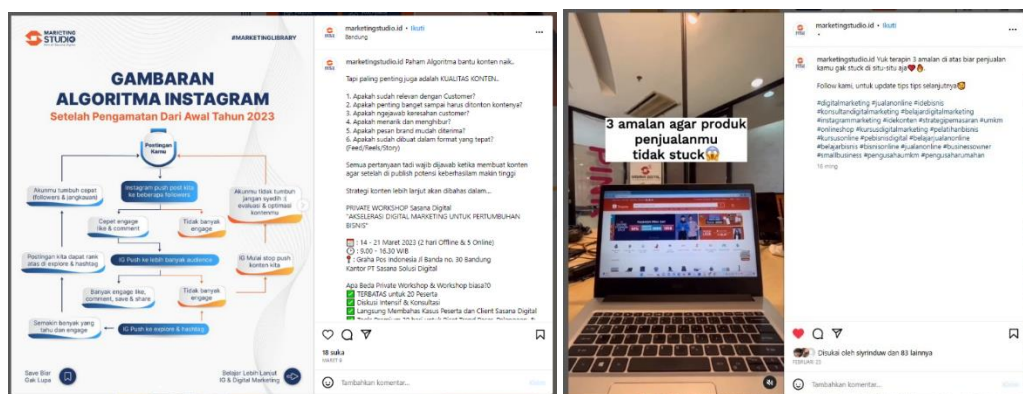 MARKETING
STUDIO
#MARKETINGLIBRARY
GAMBARAN
ALGORITMA INSTAGRAM
Setelah Pengamatan Dari Awal Tahun 2023
Postingan
Kamu
Akunmu tumbuh cepat
(followers & jangkauan)
Instagram push post kita
ke beberapa followers
Akunmu tidak tumbuh
jangan syedih :(
evaluasi & optimasi
kontenmu
Cepet engage
like & comment
Tidak banyak
engage
Postingan kita dapat rank
atas di explore & hashtag
IG Push ke lebih banyak audience
IG Mulai stop push
konten kita
Banyak engage like,
comment, save & share
Tidak banyak
engage
Semakin banyak yang
tahu dan engage
IG Push ke explore & hashtag
Save Biar
Gak Lupa
Belajar Lebih Lanjut
IG & Digital Marketing
marketingstudio.id • Ikuti
Bandung
marketingstudio.id Paham Algoritma bantu konten naik..
Tapi paling penting juga adalah KUALITAS KONTEN..
1. Apakah sudah relevan dengan Customer?
2. Apakah penting banget sampai harus ditonton kontenya?
3. Apakah ngejawab keresahan customer?
4. Apakah menarik dan menghibur?
5. Apakah pesan brand mudah diterima?
6. Apakah sudah dibuat dalam format yang tepat?
(Feed/Reels/Story)
Semua pertanyaan tadi wajib dijawab ketika membuat konten
agar setelah di publish potensi keberhasilam makin tinggi
Strategi konten lebih lanjut akan dibahas dalam...
PRIVATE WORKSHOP Sasana Digital
"AKSELERASI DIGITAL MARKETING UNTUK PERTUMBUHAN
BISNIS"
: 14 - 21 Maret 2023 (2 hari Offline & 5 Online)
: 9.00 - 16.30 WIB
: Graha Pos Indonesia Jl Banda no. 30 Bandung
Kantor PT Sasana Solusi Digital
Apa Beda Private Workshop & Workshop biasa10
TERBATAS untuk 20 Peserta
Diskusi Intensif & Konsultasi
Langsung Membahas Kasus Peserta dan Client Sasana Digital
18 suka
MARET 6
Tambahkan komentar...
3 amalan agar produk
penjualanmu
tidak stuck😱
marketingstudio.id • Ikuti
marketingstudio.id Yuk terapin 3 amalan di atas biar penjualan
kamu gak stuck di situ-situ aja❤️🔥
Follow kami, untuk update tips tips selanjutnya
#digitalmarketing #jualanonline #idebisnis
#konsultandigitalmarketing #belajardigitalmarketing
#instagrammarketing #idekonten #strategipemasaran #umkm
#onlineshop #kursusdigitalmarketing #pelatihanbisnis
#kursusonline #pebisnisdigital #belajarjualanonline
#belajarbisnis #bisnisonline #jualanonline #businessowner
#smallbusiness #pengusahaumkm #pengusaharumahan
18 ming
Disukai oleh siyrinduw dan 83 lainnya
FEBRUARI 25
Tambahkan komentar...